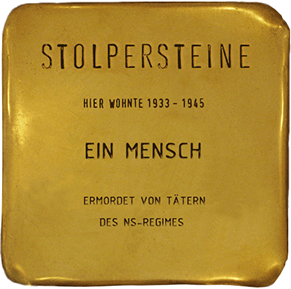 STOLPERSTEINE
HIER WOHNTE 1933 - 1945
EIN MENSCH
ERMORDET VON TÄTERN
DES NS-REGIMES